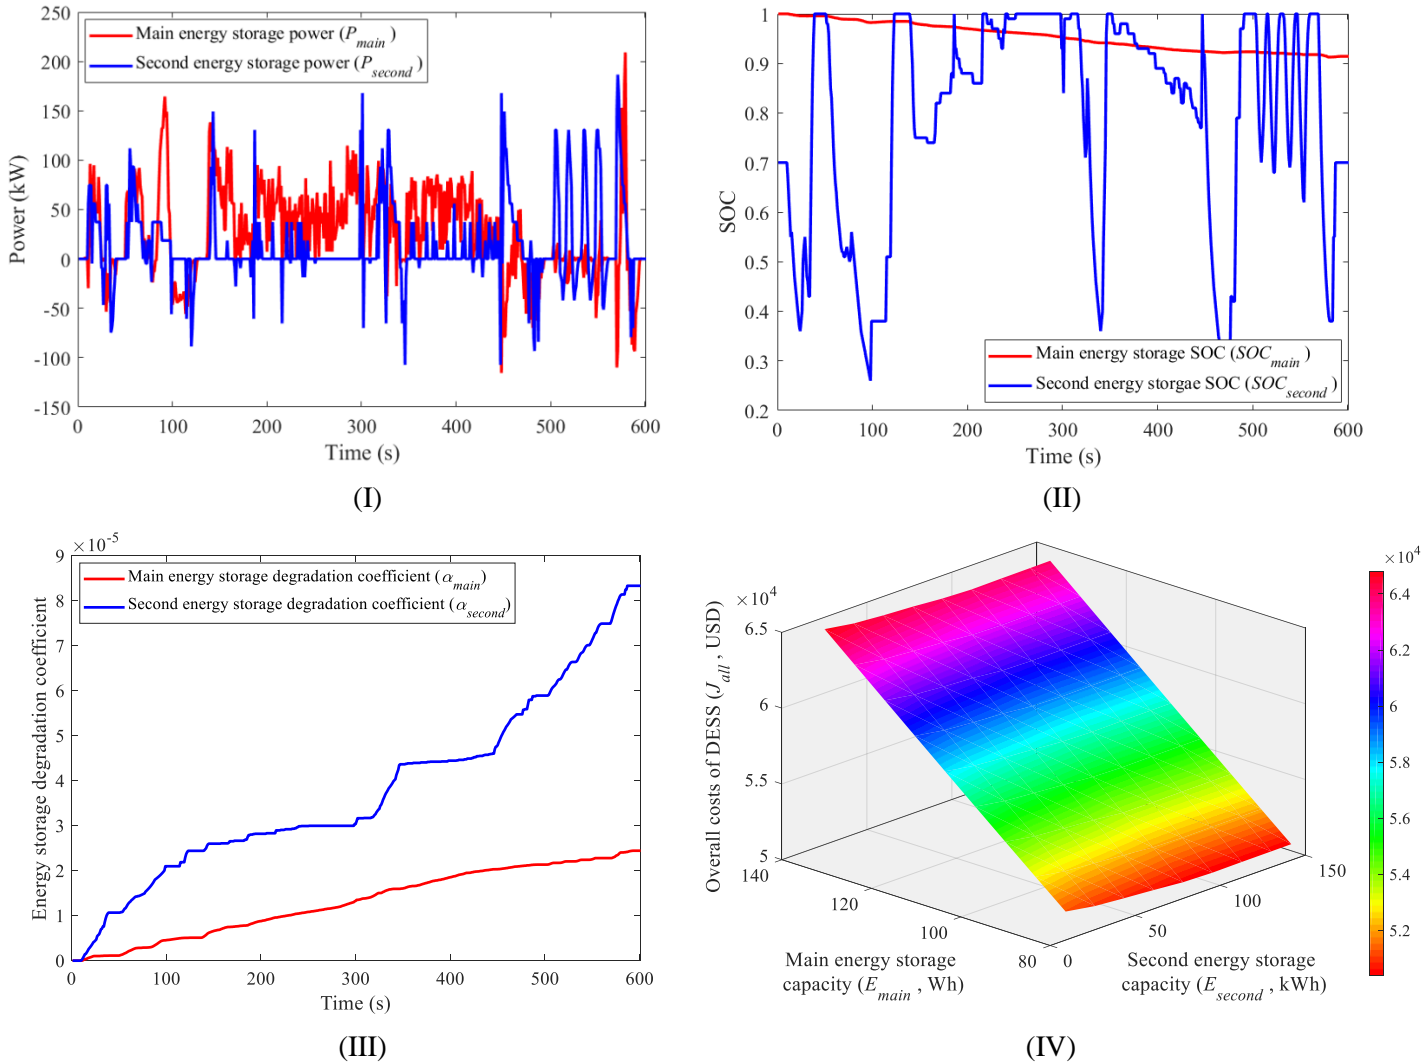 250
200
150
100
50
0
-50
-100
-150
Power (kW)
Main energy storage power (P_main)
Second energy storage power (P_second)
0 100 200 300 400 500 600
Time (s)
(I)
1
0.9
0.8
0.7
0.6
0.5
0.4
0.3
0.2
SOC
Main energy storage SOC (SOC_main)
Second energy storgae SOC (SOC_second)
0 100 200 300 400 500 600
Time (s)
(II)
×10^-5
9
8
7
6
5
4
3
2
1
0
Energy storage degradation coefficient
Main energy storage degradation coefficient (α_main)
Second energy storage degradation coefficient (α_second)
0 100 200 300 400 500 600
Time (s)
(III)
×10^4
6.5
6
5.5
5
Overall costs of DESS (J_all, USD)
140
120
100
80
Main energy storage
capacity (E_main, Wh)
0
50
100
150
Second energy storage
capacity (E_second, kWh)
×10^4
6.4
6.2
6
5.8
5.6
5.4
5.2
(IV)